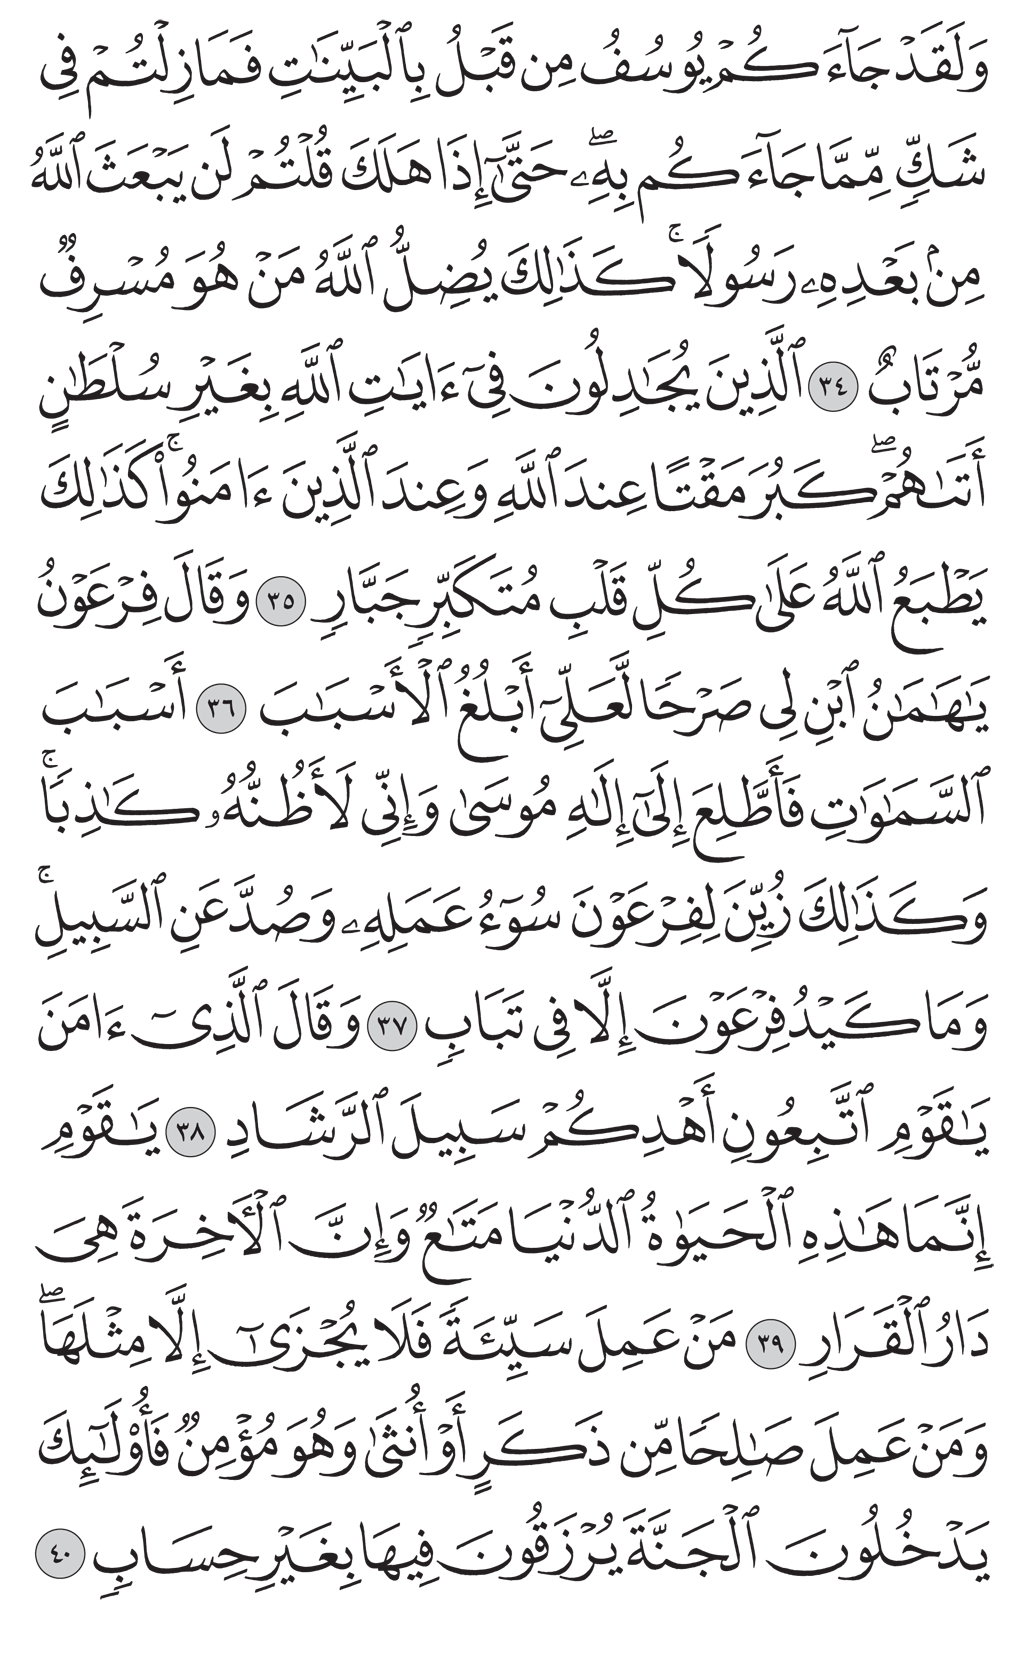 وَلَقَدۡ جَآءَكُمۡ يُوسُفُ مِن قَبۡلُ بِٱلۡبَيِّنَٰتِ فَمَا زِلۡتُمۡ فِي
شَكّٖ مِّمَّا جَآءَكُم بِهِۦۖ حَتَّىٰٓ إِذَا هَلَكَ قُلۡتُمۡ لَن يَبۡعَثَ ٱللَّهُ
مِنۢ بَعۡدِهِۦ رَسُولٗاۚ كَذَٰلِكَ يُضِلُّ ٱللَّهُ مَنۡ هُوَ مُسۡرِفٞ
مُّرۡتَابٌ ٣٤ ٱلَّذِينَ يُجَٰدِلُونَ فِيٓ ءَايَٰتِ ٱللَّهِ بِغَيۡرِ سُلۡطَٰنٍ
أَتَىٰهُمۡۖ كَبُرَ مَقۡتًا عِندَ ٱللَّهِ وَعِندَ ٱلَّذِينَ ءَامَنُواْۚ كَذَٰلِكَ
يَطۡبَعُ ٱللَّهُ عَلَىٰ كُلِّ قَلۡبِ مُتَكَبِّرٖ جَبَّارٖ ٣٥ وَقَالَ فِرۡعَوۡنُ
يَٰهَٰمَٰنُ ٱبۡنِ لِي صَرۡحٗا لَّعَلِّيٓ أَبۡلُغُ ٱلۡأَسۡبَٰبَ ٣٦ أَسۡبَٰبَ
ٱلسَّمَٰوَٰتِ فَأَطَّلِعَ إِلَىٰٓ إِلَٰهِ مُوسَىٰ وَإِنِّي لَأَظُنُّهُۥ كَٰذِبٗاۚ
وَكَذَٰلِكَ زُيِّنَ لِفِرۡعَوۡنَ سُوٓءُ عَمَلِهِۦ وَصُدَّ عَنِ ٱلسَّبِيلِۚ
وَمَا كَيۡدُ فِرۡعَوۡنَ إِلَّا فِي تَبَابٖ ٣٧ وَقَالَ ٱلَّذِيٓ ءَامَنَ
يَٰقَوۡمِ ٱتَّبِعُونِ أَهۡدِكُمۡ سَبِيلَ ٱلرَّشَادِ ٣٨ يَٰقَوۡمِ
إِنَّمَا هَٰذِهِ ٱلۡحَيَوٰةُ ٱلدُّنۡيَا مَتَٰعٞ وَإِنَّ ٱلۡأٓخِرَةَ هِيَ
دَارُ ٱلۡقَرَارِ ٣٩ مَنۡ عَمِلَ سَيِّئَةٗ فَلَا يُجۡزَىٰٓ إِلَّا مِثۡلَهَاۖ
وَمَنۡ عَمِلَ صَٰلِحٗا مِّن ذَكَرٍ أَوۡ أُنثَىٰ وَهُوَ مُؤۡمِنٞ فَأُوْلَٰٓئِكَ
يَدۡخُلُونَ ٱلۡجَنَّةَ يُرۡزَقُونَ فِيهَا بِغَيۡرِ حِسَابٖ ٤٠